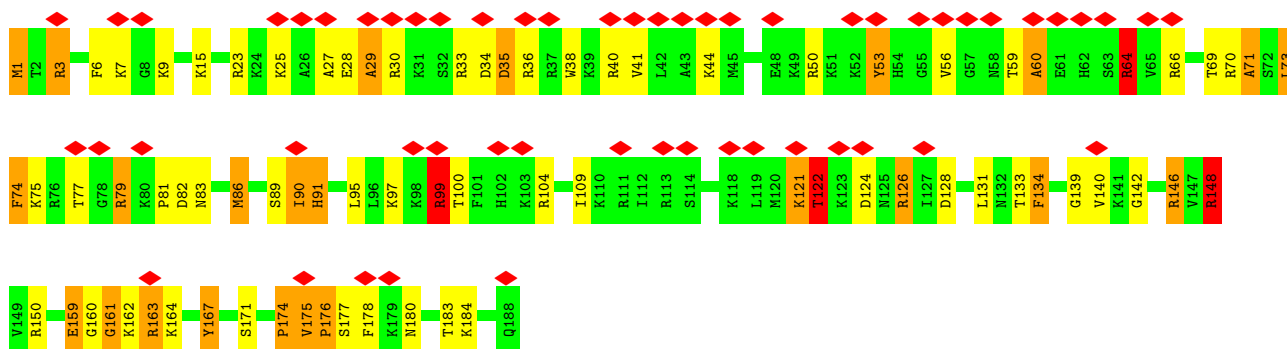 M1 T2 R3 F6 K7 G8 K9 K15 R23 K24 K25 A26 A27 E28 A29 R30 K31 S32 R33 D34 D35 R36 R37 W38 K39 R40 V41 L42 A43 K44 M45 E48 K49 R50 K51 K52 Y53 H54 G55 V56 G57 N58 T59 A60 E61 H62 S63 R64 V65 R66 T69 R70 A71 S72 L73
F74 K75 R76 T77 G78 R79 K80 P81 D82 N83 M86 S89 I90 H91 L95 L96 K97 K98 R99 T100 F101 H102 K103 R104 I109 K110 R111 I112 R113 S114 K118 L119 M120 K121 T122 K123 D124 N125 R126 I127 D128 L131 N132 T133 F134 G139 V140 K141 G142 R146 V147 R148
V149 R150 E159 G160 G161 K162 R163 K164 Y167 S171 P174 V175 P176 S177 F178 K179 N180 T183 K184 Q188